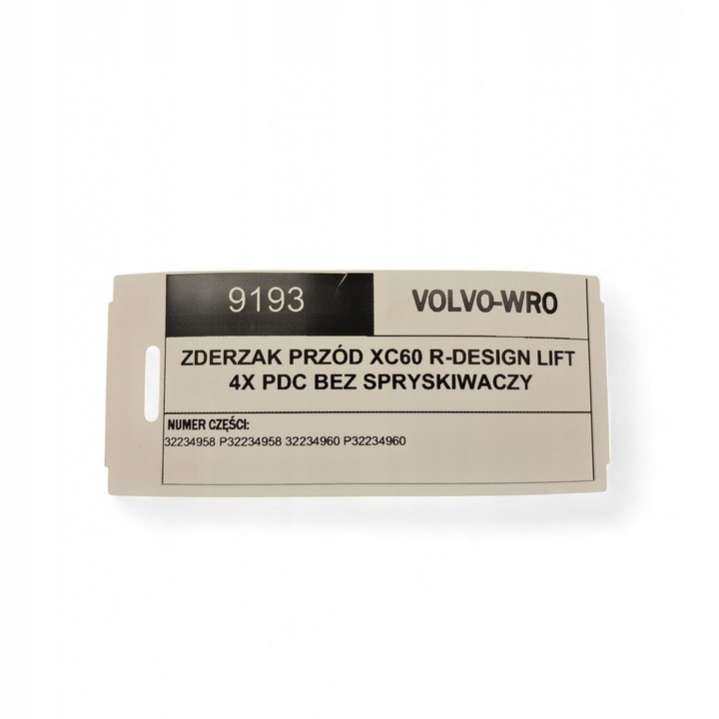 9193
VOLVO-WRO
ZDERZAK PRZÓD XC60 R-DESIGN LIFT
4X PDC BEZ SPRYSKIWACZY
NUMER CZĘŚCI:
32234958 P32234958 32234960 P32234960